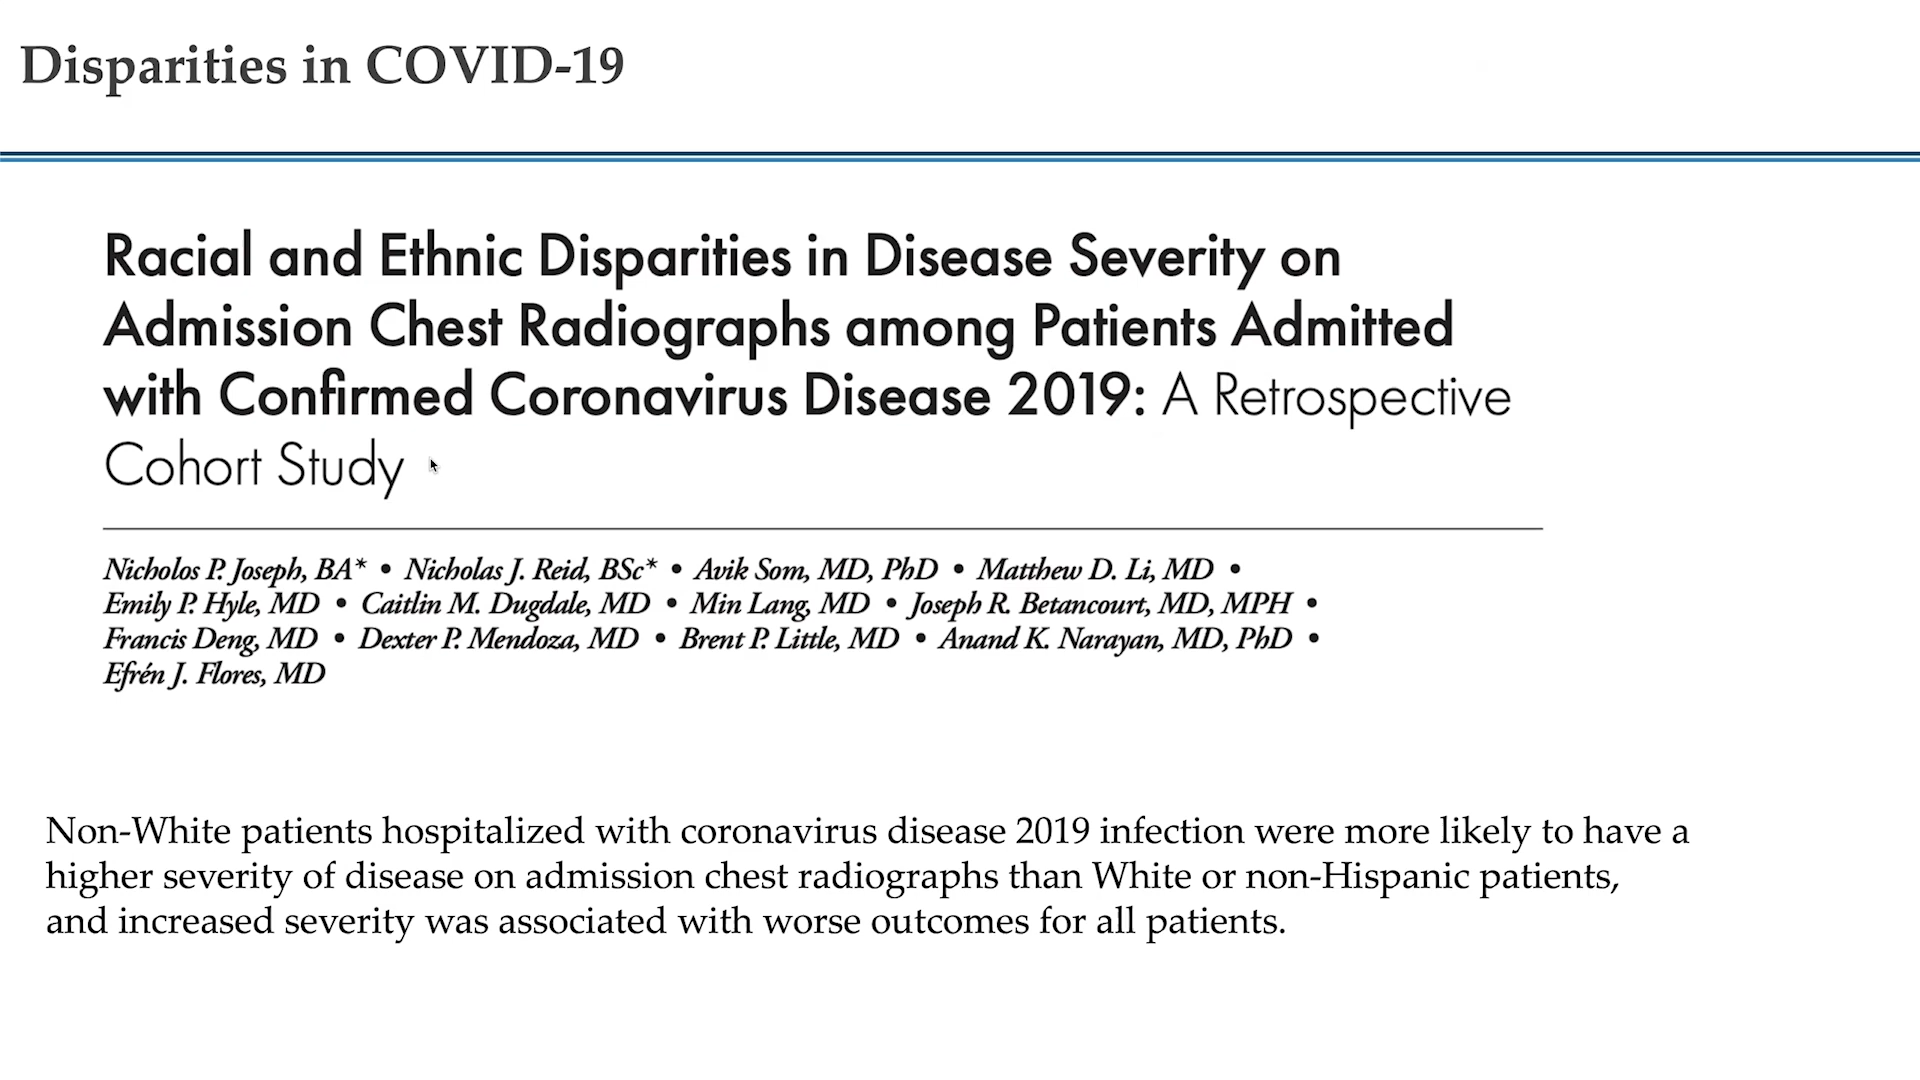 Disparities in COVID-19
Racial and Ethnic Disparities in Disease Severity on
Admission Chest Radiographs among Patients Admitted
with Confirmed Coronavirus Disease 2019: A Retrospective
Cohort Study
Nicholos P. Joseph, BA* • Nicholas J. Reid, BSc* • Avik Som, MD, PhD • Matthew D. Li, MD •
Emily P. Hyle, MD • Caitlin M. Dugdale, MD • Min Lang, MD • Joseph R. Betancourt, MD, MPH •
Francis Deng, MD • Dexter P. Mendoza, MD • Brent P. Little, MD • Anand K. Narayan, MD, PhD •
Efrén J. Flores, MD
Non-White patients hospitalized with coronavirus disease 2019 infection were more likely to have a
higher severity of disease on admission chest radiographs than White or non-Hispanic patients,
and increased severity was associated with worse outcomes for all patients.